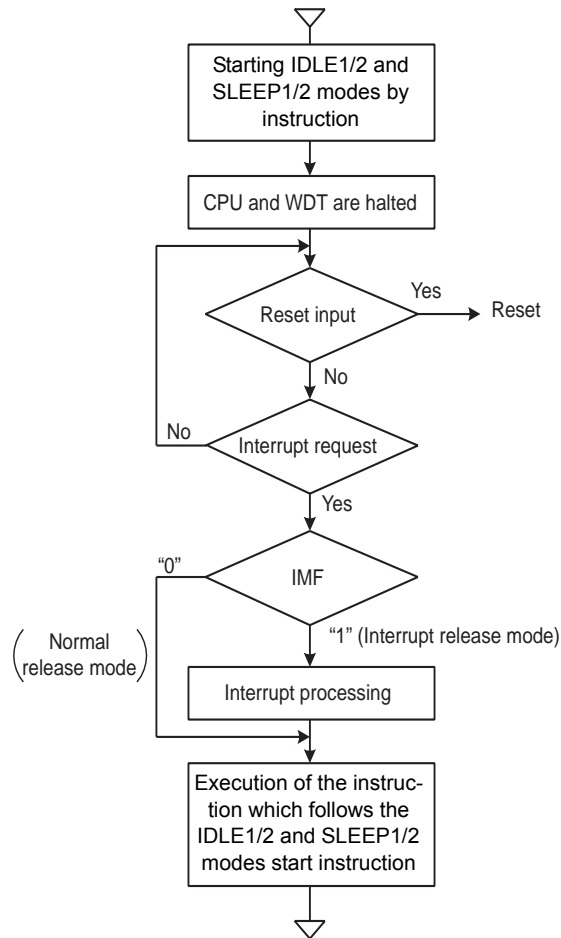 Starting IDLE1/2 and
SLEEP1/2 modes by
instruction
CPU and WDT are halted
Reset input
Yes
Reset
No
Interrupt request
No
Yes
IMF
“0”
“1” (Interrupt release mode)
Normal
release mode
Interrupt processing
Execution of the instruc-
tion which follows the
IDLE1/2 and SLEEP1/2
modes start instruction